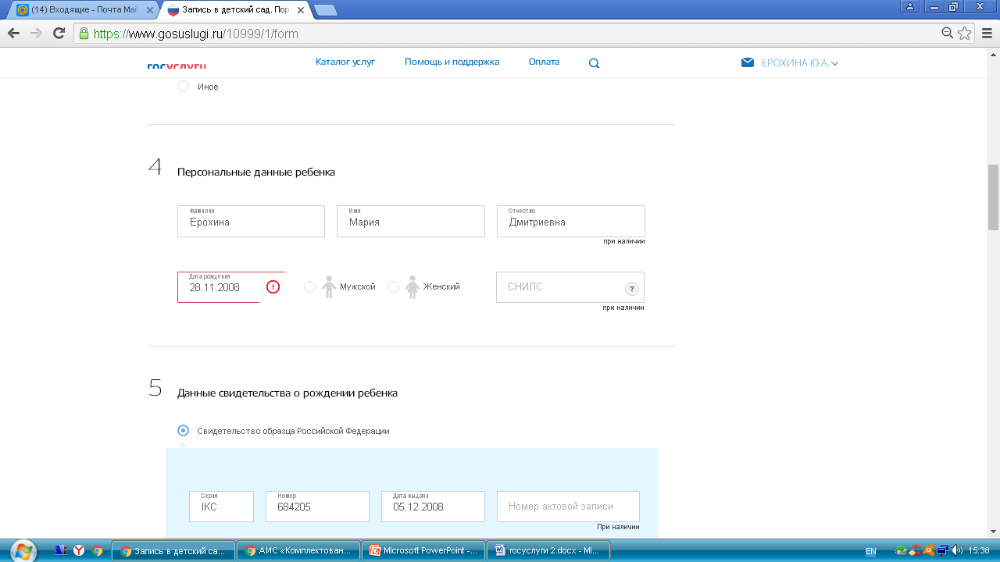 (14) Входящие - Почта Mail
Запись в детский сад. Порт
https://www.gosuslugi.ru/10999/1/form
госуслуги
Каталог услуг
Помощь и поддержка
Оплата
ЕРОХИНА Ю.А.
Иное
4
Персональные данные ребенка
Фамилия
Имя
Отчество
Ерохина
Мария
Дмитриевна
при наличии
Дата рождения
28.11.2008
!
Мужской
Женский
СНИЛС
?
при наличии
5
Данные свидетельства о рождении ребенка
Свидетельство образца Российской Федерации
Серия
Номер
Дата выдачи
IКС
684205
05.12.2008
Номер актовой записи
При наличии
Запись в детский са...
АИС «Комплектован...
Microsoft PowerPoint -...
госуслуги 2.docx - Mi...
EN
15:38